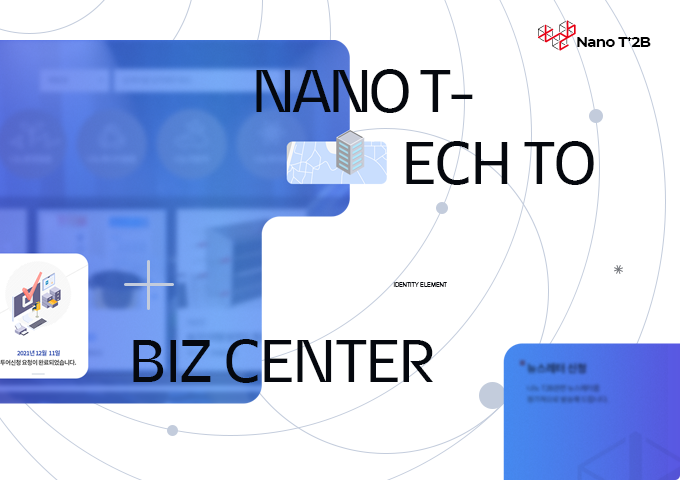 Nano T²2B
NANO T-
ECH TO
IDENTITY ELEMENT
2021년 12월 11일
투어신청 요청이 완료되었습니다.
BIZ CENTER
뉴스레터 신청